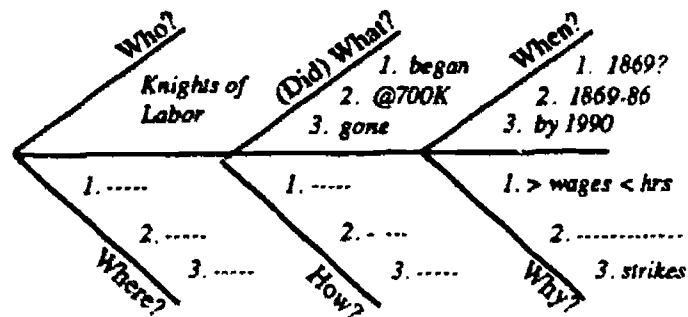 Who?
Knights of
Labor
(Did) What?
1. began
2. @700K
3. gone
When?
1. 1869?
2. 1869-86
3. by 1990
Where?
1. -----
2. -----
3. -----
How?
1. -----
2. - ---
3. -----
Why?
1. > wages < hrs
2. -------------
3. strikes